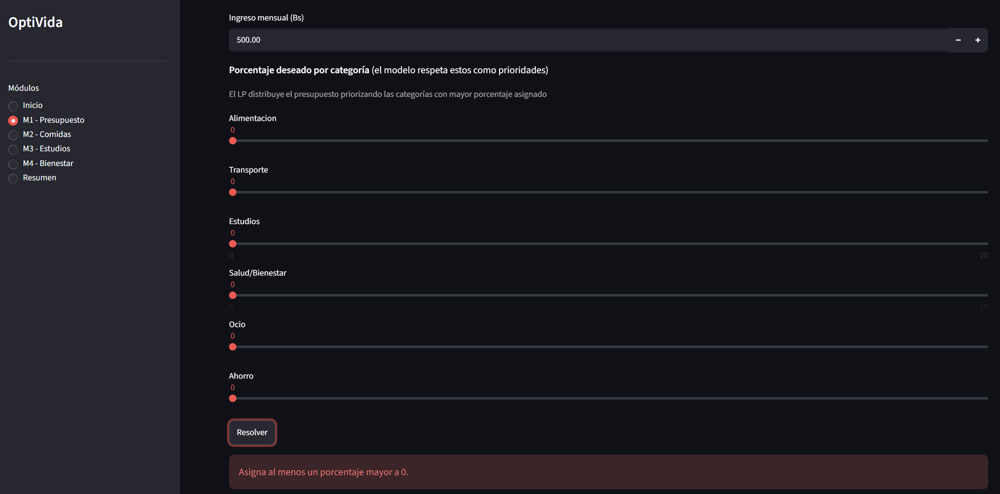 OptiVida
Módulos
Inicio
M1 - Presupuesto
M2 - Comidas
M3 - Estudios
M4 - Bienestar
Resumen
Ingreso mensual (Bs)
500.00
Porcentaje deseado por categoría (el modelo respeta estos como prioridades)
El LP distribuye el presupuesto priorizando las categorías con mayor porcentaje asignado
Alimentacion
0
Transporte
0
Estudios
0
0 20
Salud/Bienestar
0
0 15
Ocio
0
0 15
Ahorro
0
Resolver
Asigna al menos un porcentaje mayor a 0.